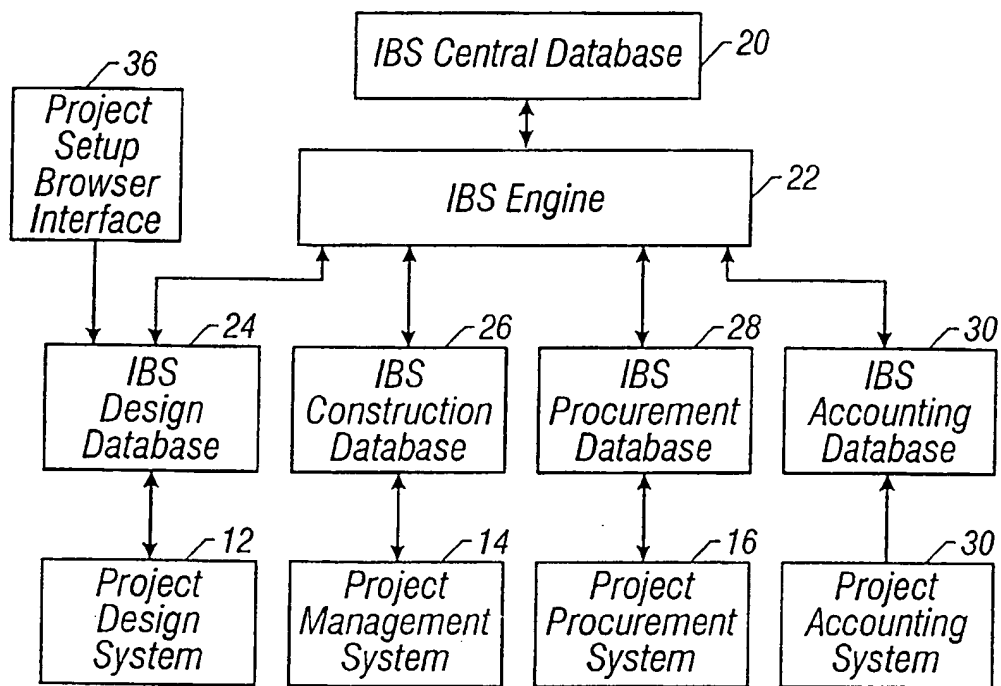 IBS Central Database
20
36
Project
Setup
Browser
Interface
IBS Engine
22
24
IBS
Design
Database
26
IBS
Construction
Database
28
IBS
Procurement
Database
30
IBS
Accounting
Database
12
Project
Design
System
14
Project
Management
System
16
Project
Procurement
System
30
Project
Accounting
System